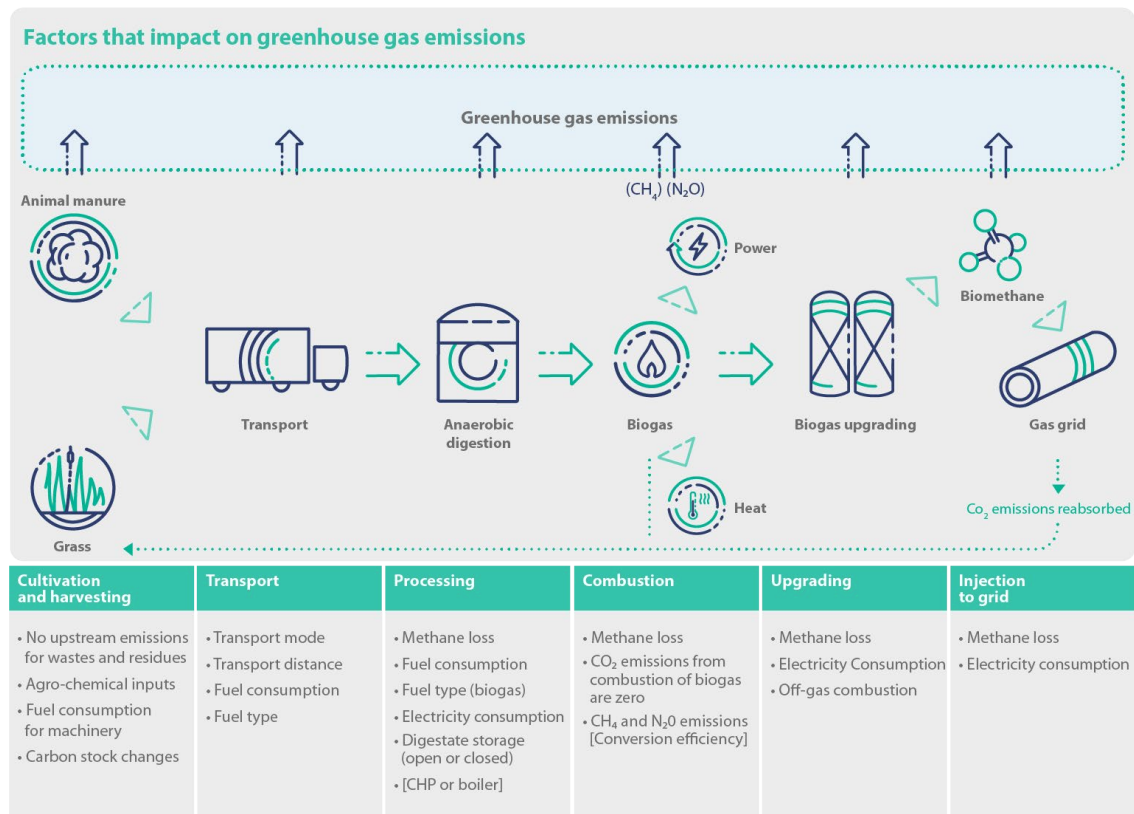 Factors that impact on greenhouse gas emissions
Greenhouse gas emissions
(CH₄) (N₂O)
Animal manure
Power
Biomethane
Transport
Anaerobic
digestion
Biogas
Biogas upgrading
Gas grid
Heat
Co₂ emissions reabsorbed
Grass
Cultivation
and harvesting
• No upstream emissions
for wastes and residues
• Agro-chemical inputs
• Fuel consumption
for machinery
• Carbon stock changes
Transport
• Transport mode
• Transport distance
• Fuel consumption
• Fuel type
Processing
• Methane loss
• Fuel consumption
• Fuel type (biogas)
• Electricity consumption
• Digestate storage
(open or closed)
• [CHP or boiler]
Combustion
• Methane loss
• CO₂ emissions from
combustion of biogas
are zero
• CH₄ and N₂0 emissions
[Conversion efficiency]
Upgrading
• Methane loss
• Electricity Consumption
• Off-gas combustion
Injection
to grid
• Methane loss
• Electricity consumption